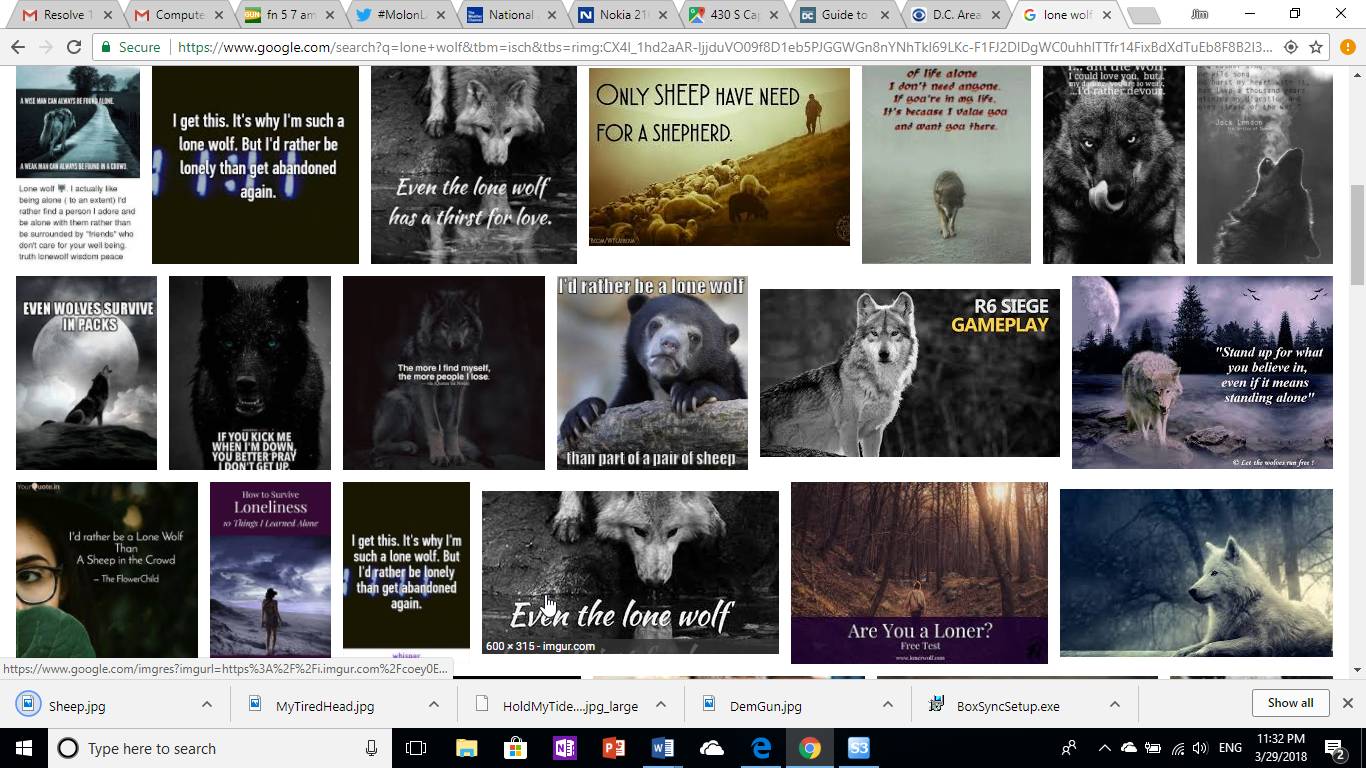 Resolve 1
Compute
fn 5 7 am
#MolonL
National
Nokia 21
430 S Ca
Guide to
D.C. Area
lone wolf
Jim
Secure
https://www.google.com/search?q=lone+wolf&tbm=isch&tbs=rimg:CX4I_1hd2aAR-IjjduVO09f8D1eb5PJGGWGn8nYNhTkI69LKc-F1FJ2DIDgWC0uhhITTfr14FixBdXdTuEb8F8B2I3...
A WISE MAN CAN ALWAYS BE FOUND ALONE.
A WEAK MAN CAN ALWAYS BE FOUND IN A CROWD.
Lone wolf 🐺. I actually like
being alone ( to an extent) I'd
rather find a person I adore and
be alone with them rather than
be surrounded by "friends" who
don't care for your well being.
truth lonewolf wisdom peace
I get this. It's why I'm such a
lone wolf. But I'd rather be
lonely than get abandoned
again.
Even the lone wolf
has a thirst for love.
ONLY SHEEP HAVE NEED
FOR A SHEPHERD.
of life alone
I don't need anyone.
If you're in my life,
It's because I value you
and want you there.
I... am the wolf.
I could love you, but...
my darling,
...I'd rather devour.
Jack London
EVEN WOLVES SURVIVE
IN PACKS
IF YOU KICK ME
WHEN I'M DOWN,
YOU BETTER PRAY
I DON'T GET UP.
The more I find myself,
the more people I lose.
I'd rather be a lone wolf
than part of a pair of sheep
R6 SIEGE
GAMEPLAY
"Stand up for what
you believe in,
even if it means
standing alone"
© Let the wolves run free !
YourQuote.in
I'd rather be a Lone Wolf
Than
A Sheep in the Crowd
– The FlowerChild
How to Survive
Loneliness
10 Things I Learned Alone
I get this. It's why I'm
such a lone wolf. But
I'd rather be lonely
than get abandoned
again.
whisper
Even the lone wolf
600 × 315 - imgur.com
Are You a Loner?
Free Test
www.lonerwolf.com
https://www.google.com/imgres?imgurl=https%3A%2F%2Fi.imgur.com%2Fcoey0E...
Sheep.jpg
MyTiredHead.jpg
HoldMyTide....jpg_large
DemGun.jpg
BoxSyncSetup.exe
Show all
Type here to search
ENG
11:32 PM
3/29/2018
2